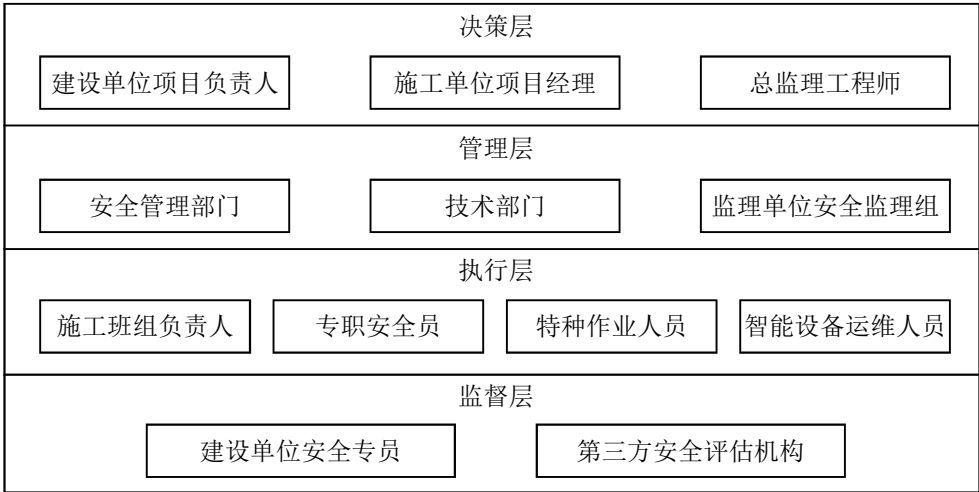 决策层
建设单位项目负责人 施工单位项目经理 总监理工程师
管理层
安全管理部门 技术部门 监理单位安全监理组
执行层
施工班组负责人 专职安全员 特种作业人员 智能设备运维人员
监督层
建设单位安全专员 第三方安全评估机构